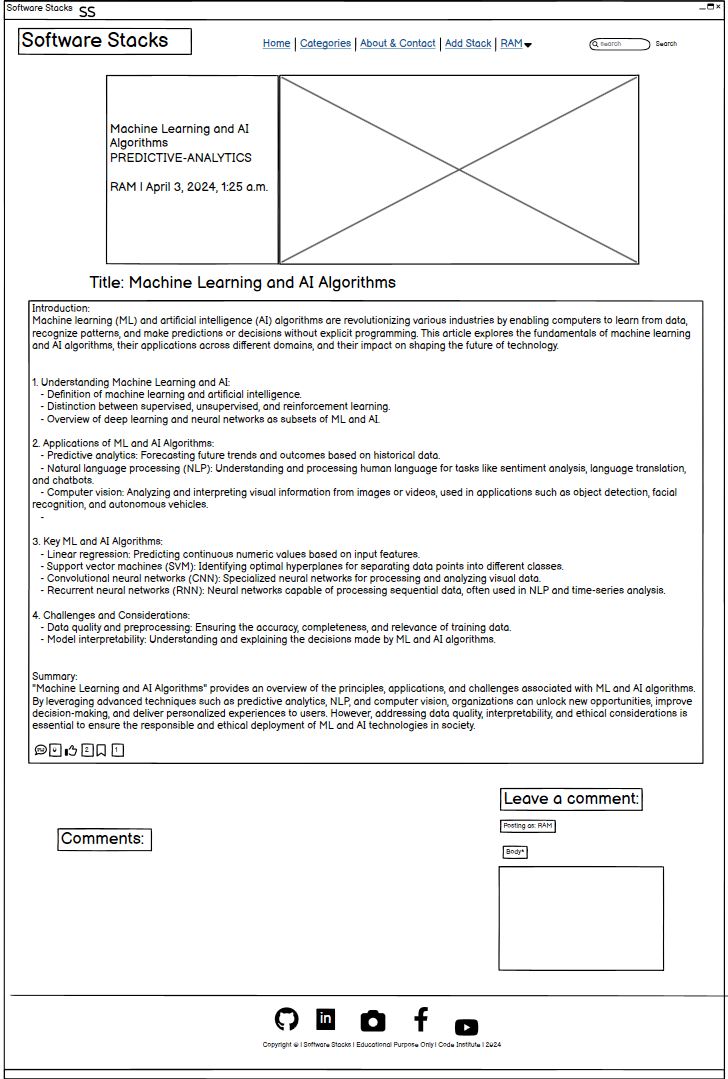 Software Stacks SS
Software Stacks
Home | Categories | About & Contact | Add Stack | RAM
Search Search
Machine Learning and AI
Algorithms
PREDICTIVE-ANALYTICS
RAM | April 3, 2024, 1:25 a.m.
Title: Machine Learning and AI Algorithms
Introduction:
Machine learning (ML) and artificial intelligence (AI) algorithms are revolutionizing various industries by enabling computers to learn from data,
recognize patterns, and make predictions or decisions without explicit programming. This article explores the fundamentals of machine learning
and AI algorithms, their applications across different domains, and their impact on shaping the future of technology.
1. Understanding Machine Learning and AI:
- Definition of machine learning and artificial intelligence.
- Distinction between supervised, unsupervised, and reinforcement learning.
- Overview of deep learning and neural networks as subsets of ML and AI.
2. Applications of ML and AI Algorithms:
- Predictive analytics: Forecasting future trends and outcomes based on historical data.
- Natural language processing (NLP): Understanding and processing human language for tasks like sentiment analysis, language translation,
and chatbots.
- Computer vision: Analyzing and interpreting visual information from images or videos, used in applications such as object detection, facial
recognition, and autonomous vehicles.
-
3. Key ML and AI Algorithms:
- Linear regression: Predicting continuous numeric values based on input features.
- Support vector machines (SVM): Identifying optimal hyperplanes for separating data points into different classes.
- Convolutional neural networks (CNN): Specialized neural networks for processing and analyzing visual data.
- Recurrent neural networks (RNN): Neural networks capable of processing sequential data, often used in NLP and time-series analysis.
4. Challenges and Considerations:
- Data quality and preprocessing: Ensuring the accuracy, completeness, and relevance of training data.
- Model interpretability: Understanding and explaining the decisions made by ML and AI algorithms.
Summary:
"Machine Learning and AI Algorithms" provides an overview of the principles, applications, and challenges associated with ML and AI algorithms.
By leveraging advanced techniques such as predictive analytics, NLP, and computer vision, organizations can unlock new opportunities, improve
decision-making, and deliver personalized experiences to users. However, addressing data quality, interpretability, and ethical considerations is
essential to ensure the responsible and ethical deployment of ML and AI technologies in society.
2 1
Leave a comment:
Posting as: RAM
Comments:
Body*
in
Copyright © | Software Stacks | Educational Purpose Only | Code Institute | 2024